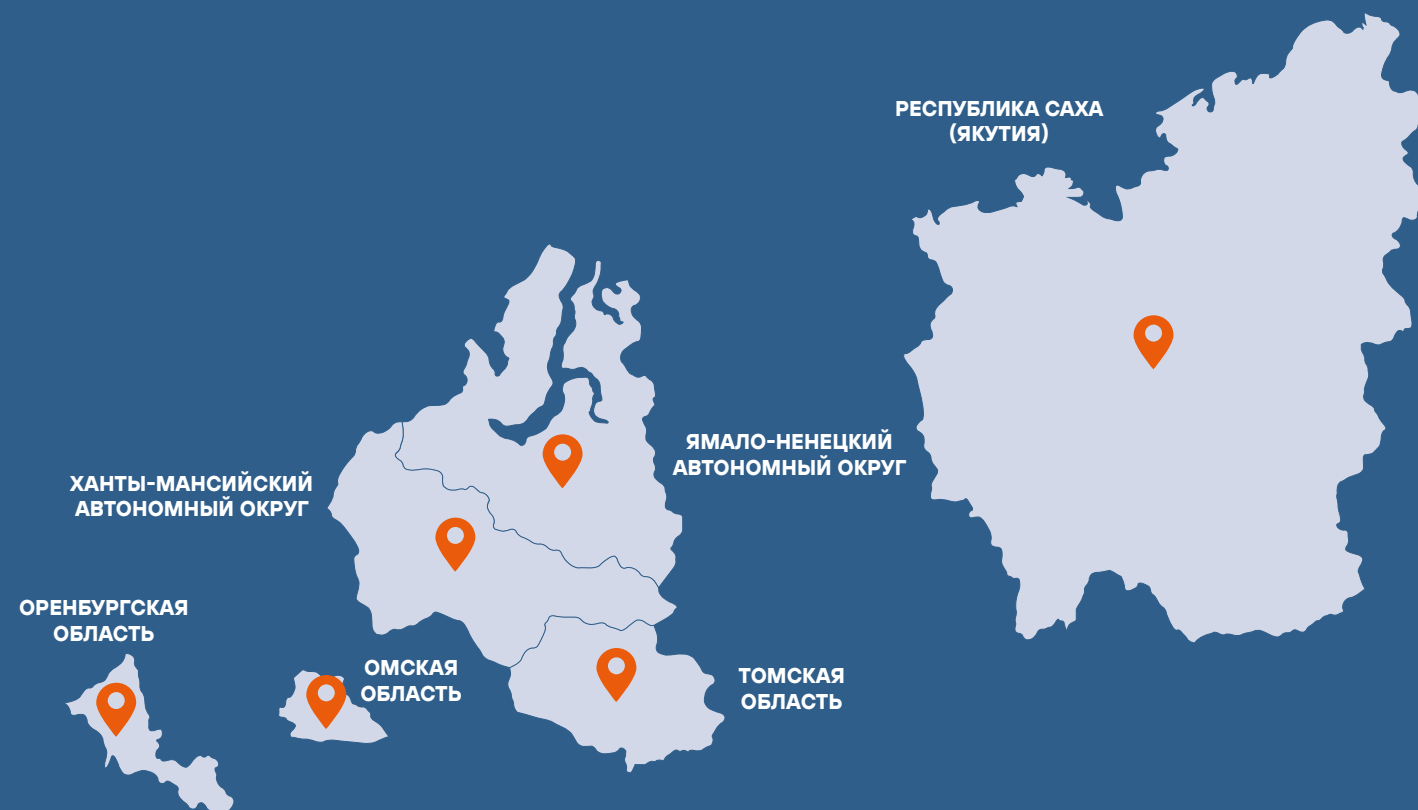 РЕСПУБЛИКА САХА
(ЯКУТИЯ)
ЯМАЛО-НЕНЕЦКИЙ
АВТОНОМНЫЙ ОКРУГ
ХАНТЫ-МАНСИЙСКИЙ
АВТОНОМНЫЙ ОКРУГ
ОРЕНБУРГСКАЯ
ОБЛАСТЬ
ОМСКАЯ
ОБЛАСТЬ
ТОМСКАЯ
ОБЛАСТЬ